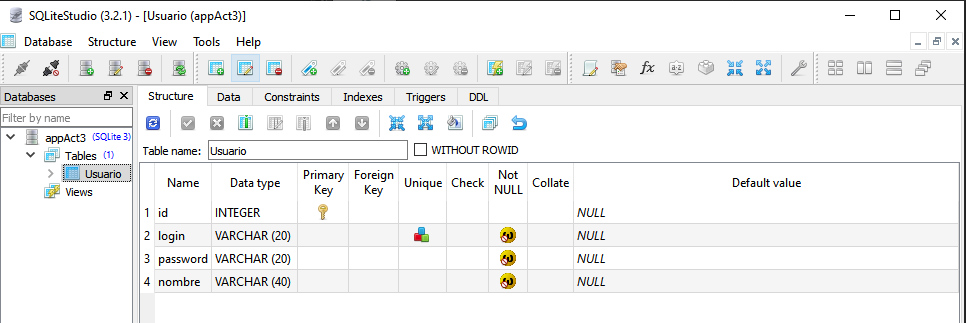 SQLiteStudio (3.2.1) - [Usuario (appAct3)]
Database Structure View Tools Help
Databases
Filter by name
appAct3 (SQLite 3)
Tables (1)
Usuario
Views
Structure Data Constraints Indexes Triggers DDL
Table name: Usuario WITHOUT ROWID
Name Data type Primary Key Foreign Key Unique Check Not NULL Collate Default value
1 id INTEGER NULL
2 login VARCHAR (20) NULL
3 password VARCHAR (20) NULL
4 nombre VARCHAR (40) NULL